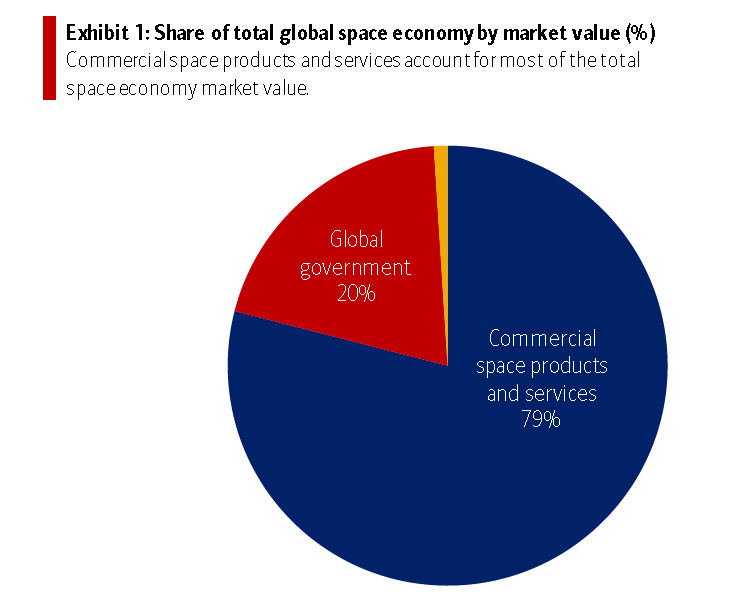 Exhibit 1: Share of total global space economy by market value (%)
Commercial space products and services account for most of the total
space economy market value.
Global
government
20%
Commercial
space products
and services
79%